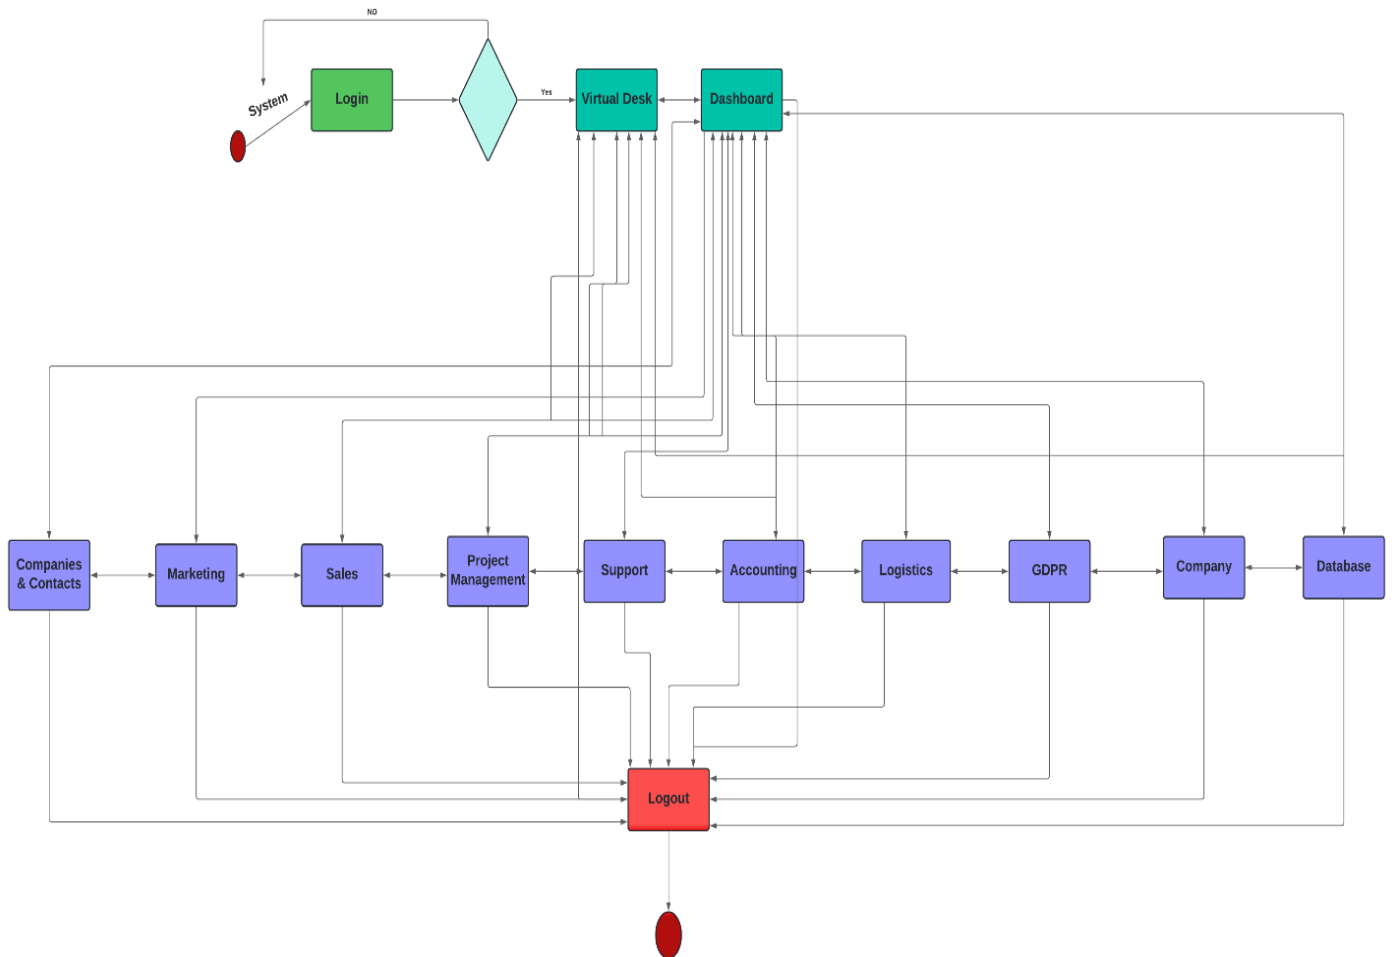 NO
System
Login
Yes
Virtual Desk
Dashboard
Companies
& Contacts
Marketing
Sales
Project
Management
Support
Accounting
Logistics
GDPR
Company
Database
Logout